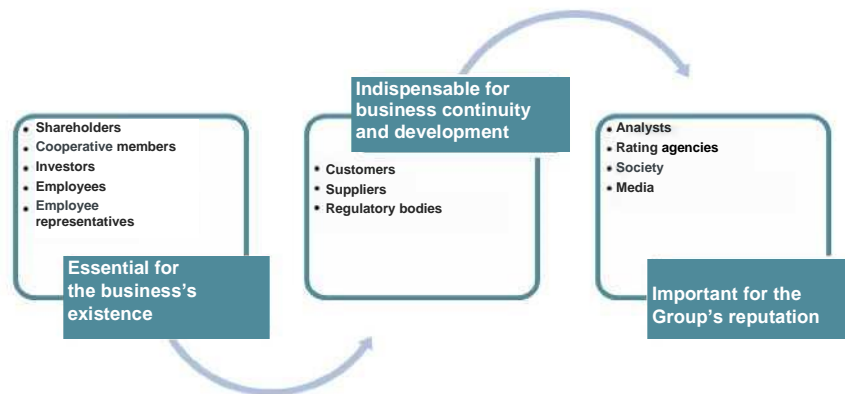 Shareholders
Cooperative members
Investors
Employees
Employee
representatives
Essential for
the business's
existence
Indispensable for
business continuity
and development
Customers
Suppliers
Regulatory bodies
Analysts
Rating agencies
Society
Media
Important for the
Group's reputation